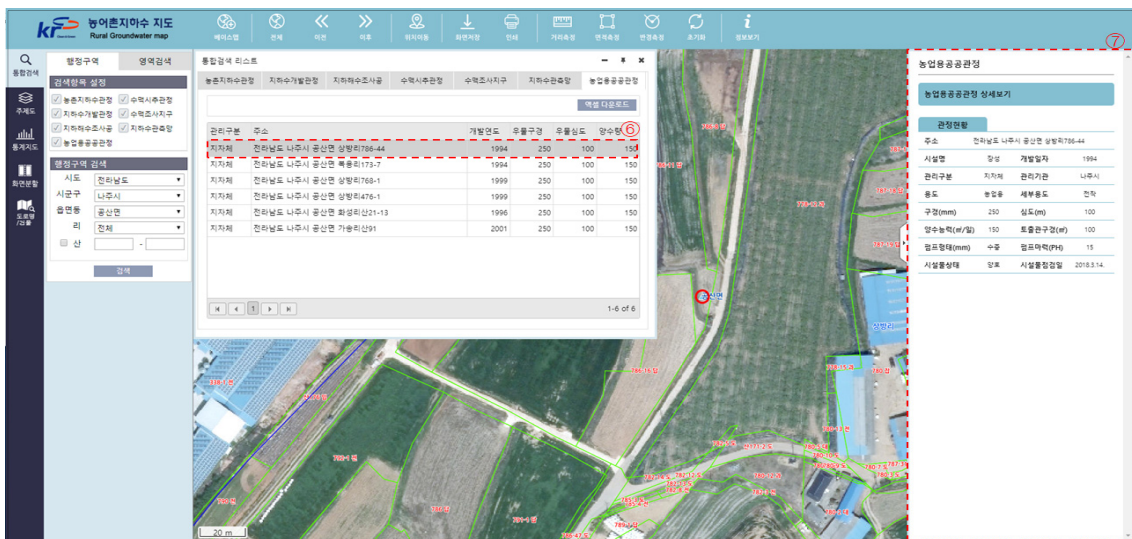 농어촌지하수 지도
Rural Groundwater map
베이스맵 전체 이전 이후 위치이동 화면저장 인쇄 거리측정 면적측정 반경측정 초기화 정보보기
⑦
통합검색
주제도
통계지도
화면분할
도로명
/건물
행정구역 영역검색
검색항목 설정
농촌지하수관정 수맥시추관정
지하수개발관정 수맥조사지구
지하해수조사공 지하수관측망
농업용공공관정
행정구역 검색
시도 전라남도
시군구 나주시
읍면동 공산면
리 전체
산 -
검색
통합검색 리스트
농촌지하수관정 지하수개발관정 지하해수조사공 수맥시추관정 수맥조사지구 지하수관측망 농업용공공관정
엑셀 다운로드
관리구분 주소 개발연도 우물구경 우물심도 양수량 ⑥
지자체 전라남도 나주시 공산면 상방리786-44 1994 250 100 150
지자체 전라남도 나주시 공산면 복용리173-7 1994 250 100 150
지자체 전라남도 나주시 공산면 상방리768-1 1999 250 100 150
지자체 전라남도 나주시 공산면 상방리476-1 1999 250 100 150
지자체 전라남도 나주시 공산면 화성리산21-13 1996 250 100 150
지자체 전라남도 나주시 공산면 가송리산91 2001 250 100 150
1
1-6 of 6
공산면
상방리
786-16 답
782-1 전
791-1 답
20 m
농업용공공관정
농업용공공관정 상세보기
관정현황
주소 전라남도 나주시 공산면 상방리786-44
시설명 장성 개발일자 1994
관리구분 지자체 관리기관 나주시
용도 농업용 세부용도 전작
구경(mm) 250 심도(m) 100
양수능력(㎥/일) 150 토출관구경(㎡) 100
펌프형태(mm) 수중 펌프마력(PH) 15
시설물상태 양호 시설물점검일 2018.3.14.